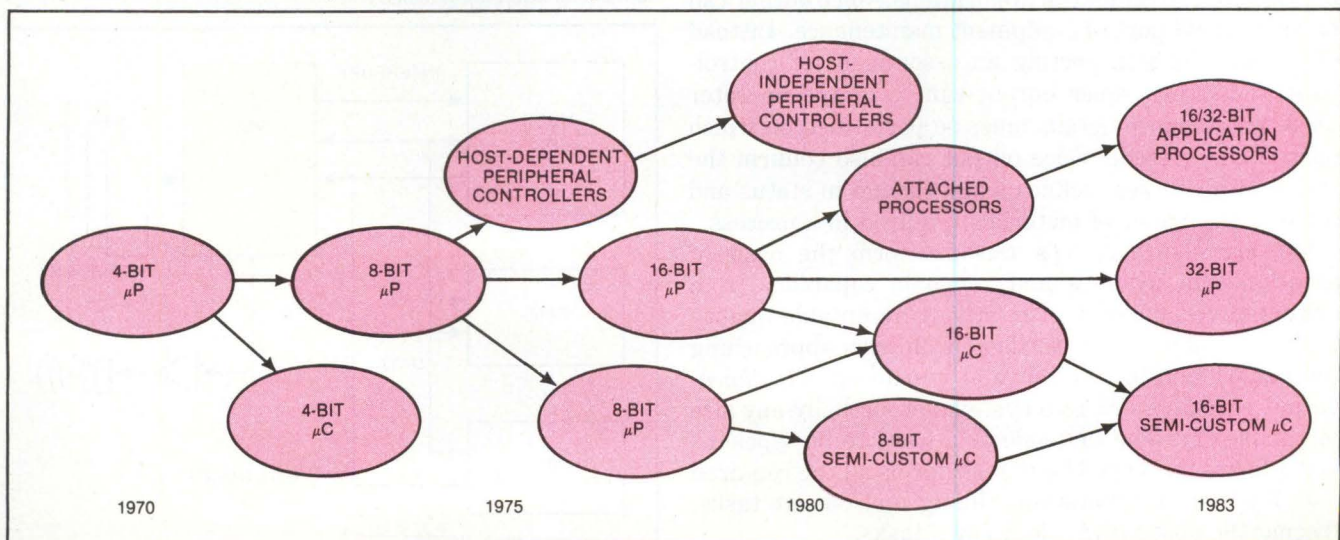 HOST-INDEPENDENT
PERIPHERAL
CONTROLLERS
16/32-BIT
APPLICATION
PROCESSORS
HOST-DEPENDENT
PERIPHERAL
CONTROLLERS
ATTACHED
PROCESSORS
4-BIT
μP
8-BIT
μP
16-BIT
μP
32-BIT
μP
16-BIT
μC
4-BIT
μC
8-BIT
μP
8-BIT
SEMI-CUSTOM μC
16-BIT
SEMI-CUSTOM μC
1970
1975
1980
1983